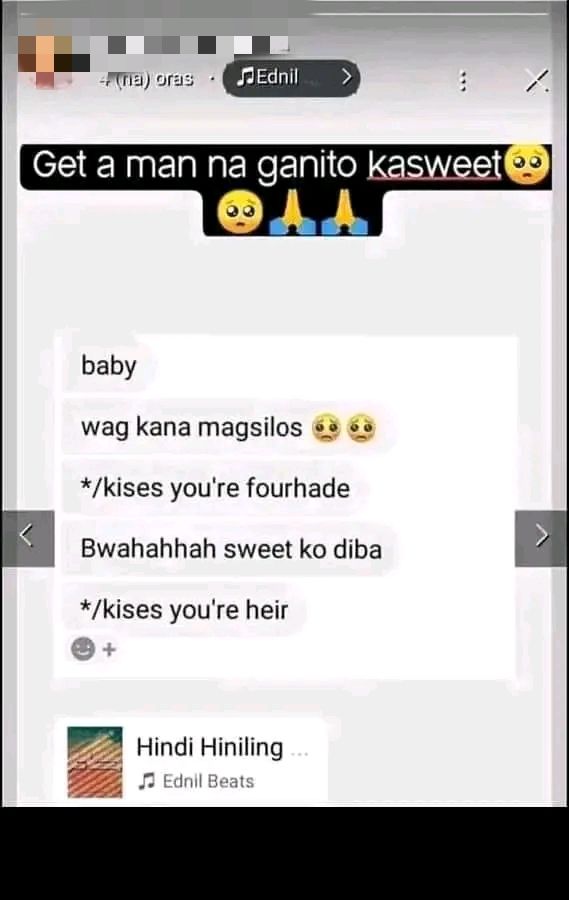 4 (na) oras · 🎵Ednil >
Get a man na ganito kasweet🥺
🥺🙏🙏
baby
wag kana magsilos 🥺🥺
*/kises you're fourhade
Bwahahhah sweet ko diba
*/kises you're heir
Hindi Hiniling ...
🎵 Ednil Beats